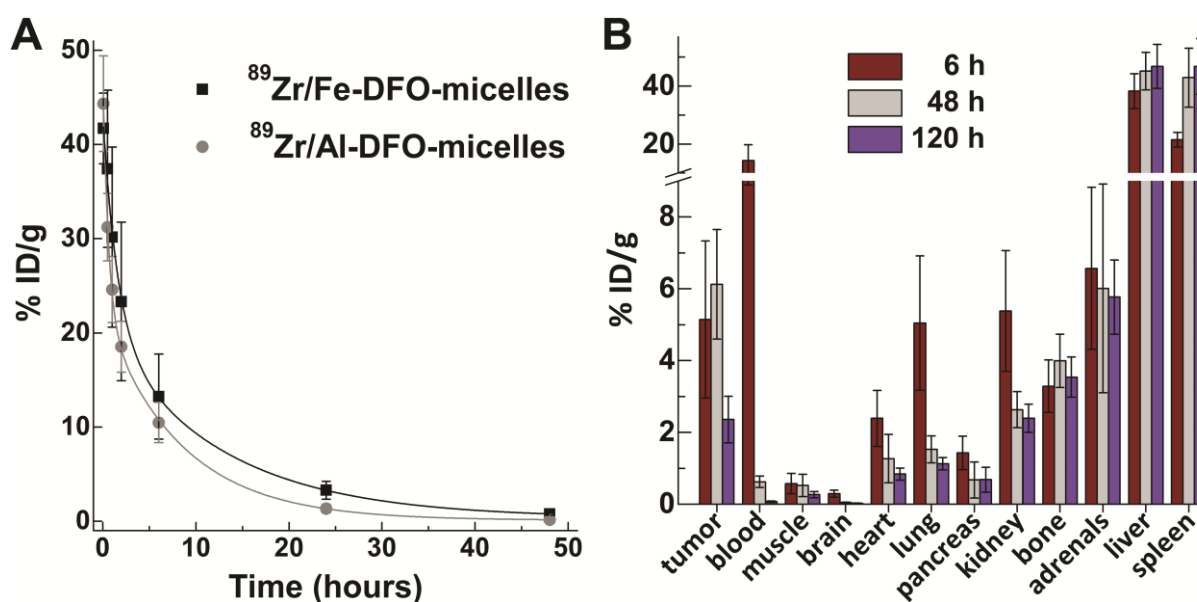 A
50
40
30
20
10
0
% ID/g
⁸⁹Zr/Fe-DFO-micelles
⁸⁹Zr/Al-DFO-micelles
0 10 20 30 40 50
Time (hours)
B
40
20
8
6
4
2
0
% ID/g
6 h
48 h
120 h
tumor
blood
muscle
brain
heart
lung
pancreas
kidney
bone
adrenals
liver
spleen